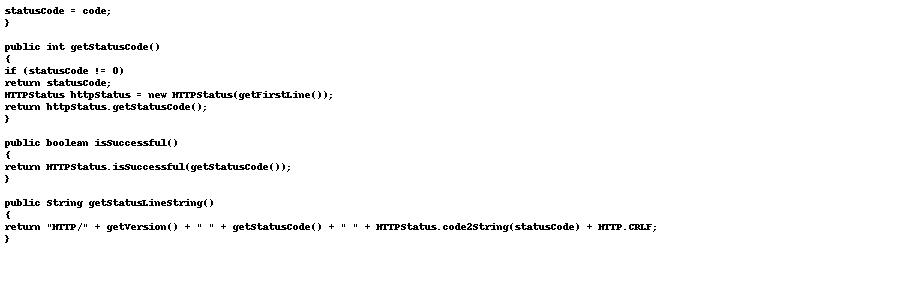 statusCode = code;
}

public int getStatusCode()
{
if (statusCode != 0)
return statusCode;
HTTPStatus httpStatus = new HTTPStatus(getFirstLine());
return httpStatus.getStatusCode();
}

public boolean isSuccessful()
{
return HTTPStatus.isSuccessful(getStatusCode());
}

public String getStatusLineString()
{
return "HTTP/" + getVersion() + " " + getStatusCode() + " " + HTTPStatus.code2String(statusCode) + HTTP.CRLF;
}